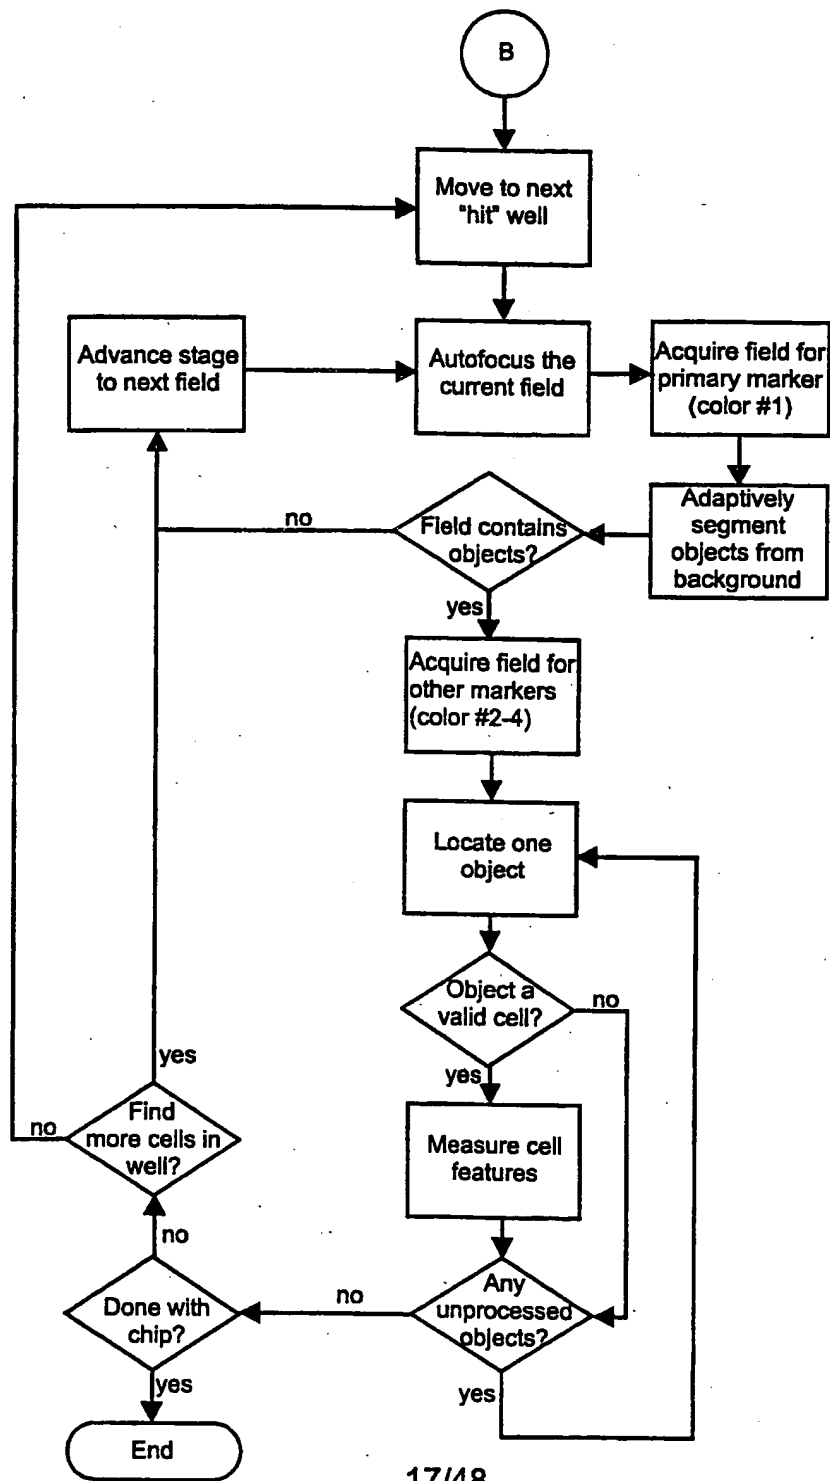 B
Move to next
"hit" well
Advance stage
to next field
Autofocus the
current field
Acquire field for
primary marker
(color #1)
Adaptively
segment
objects from
background
no
Field contains
objects?
yes
Acquire field for
other markers
(color #2-4)
Locate one
object
Object a
valid cell?
no
yes
yes
Find
more cells in
well?
no
Measure cell
features
no
Done with
chip?
no
Any
unprocessed
objects?
yes
yes
End
17/48